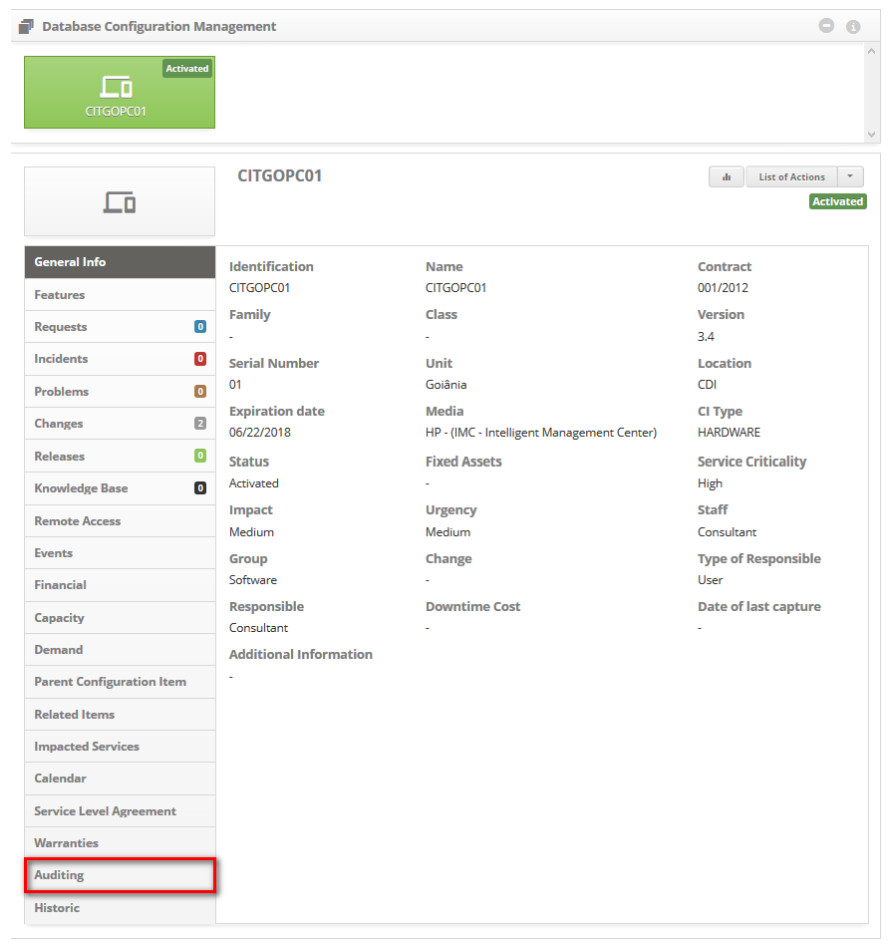 Database Configuration Management
Activated
CITGOPC01
CITGOPC01
List of Actions
Activated
General Info
Features
Requests 0
Incidents 0
Problems 0
Changes 2
Releases 0
Knowledge Base 0
Remote Access
Events
Financial
Capacity
Demand
Parent Configuration Item
Related Items
Impacted Services
Calendar
Service Level Agreement
Warranties
Auditing
Historic
Identification Name Contract
CITGOPC01 CITGOPC01 001/2012
Family Class Version
- - 3.4
Serial Number Unit Location
01 Goiânia CDI
Expiration date Media CI Type
06/22/2018 HP - (IMC - Intelligent Management Center) HARDWARE
Status Fixed Assets Service Criticality
Activated - High
Impact Urgency Staff
Medium Medium Consultant
Group Change Type of Responsible
Software - User
Responsible Downtime Cost Date of last capture
Consultant - -
Additional Information
-